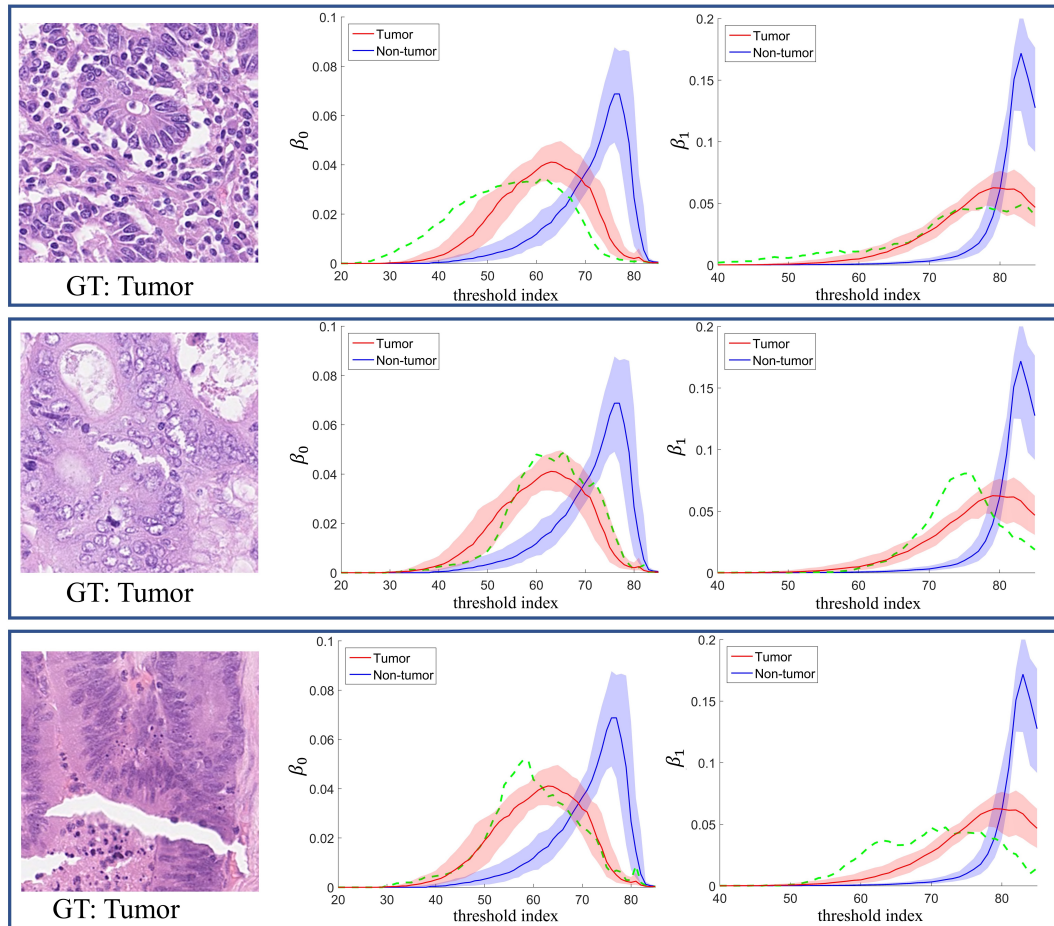 0.1
0.08
0.06
0.04
0.02
0
20 30 40 50 60 70 80
β0
threshold index
Tumor
Non-tumor
0.2
0.15
0.1
0.05
0
40 50 60 70 80
β1
threshold index
Tumor
Non-tumor
GT: Tumor
0.1
0.08
0.06
0.04
0.02
0
20 30 40 50 60 70 80
β0
threshold index
Tumor
Non-tumor
0.2
0.15
0.1
0.05
0
40 50 60 70 80
β1
threshold index
Tumor
Non-tumor
GT: Tumor
0.1
0.08
0.06
0.04
0.02
0
20 30 40 50 60 70 80
β0
threshold index
Tumor
Non-tumor
0.2
0.15
0.1
0.05
0
40 50 60 70 80
β1
threshold index
Tumor
Non-tumor
GT: Tumor